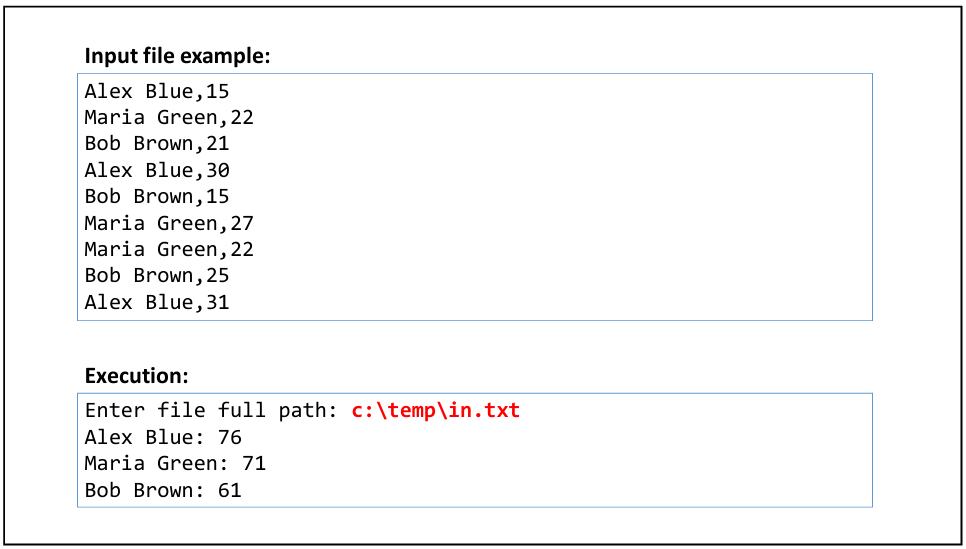 Input file example:
Alex Blue,15
Maria Green,22
Bob Brown,21
Alex Blue,30
Bob Brown,15
Maria Green,27
Maria Green,22
Bob Brown,25
Alex Blue,31
Execution:
Enter file full path: c:\temp\in.txt
Alex Blue: 76
Maria Green: 71
Bob Brown: 61